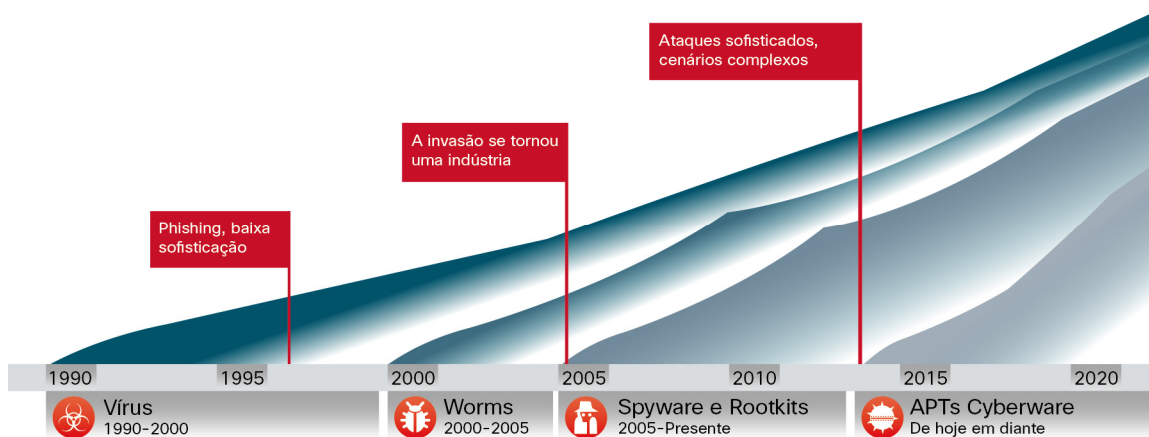 Ataques sofisticados,
cenários complexos
A invasão se tornou
uma indústria
Phishing, baixa
sofisticação
1990
1995
2000
2005
2010
2015
2020
Vírus
1990-2000
Worms
2000-2005
Spyware e Rootkits
2005-Presente
APTs Cyberware
De hoje em diante